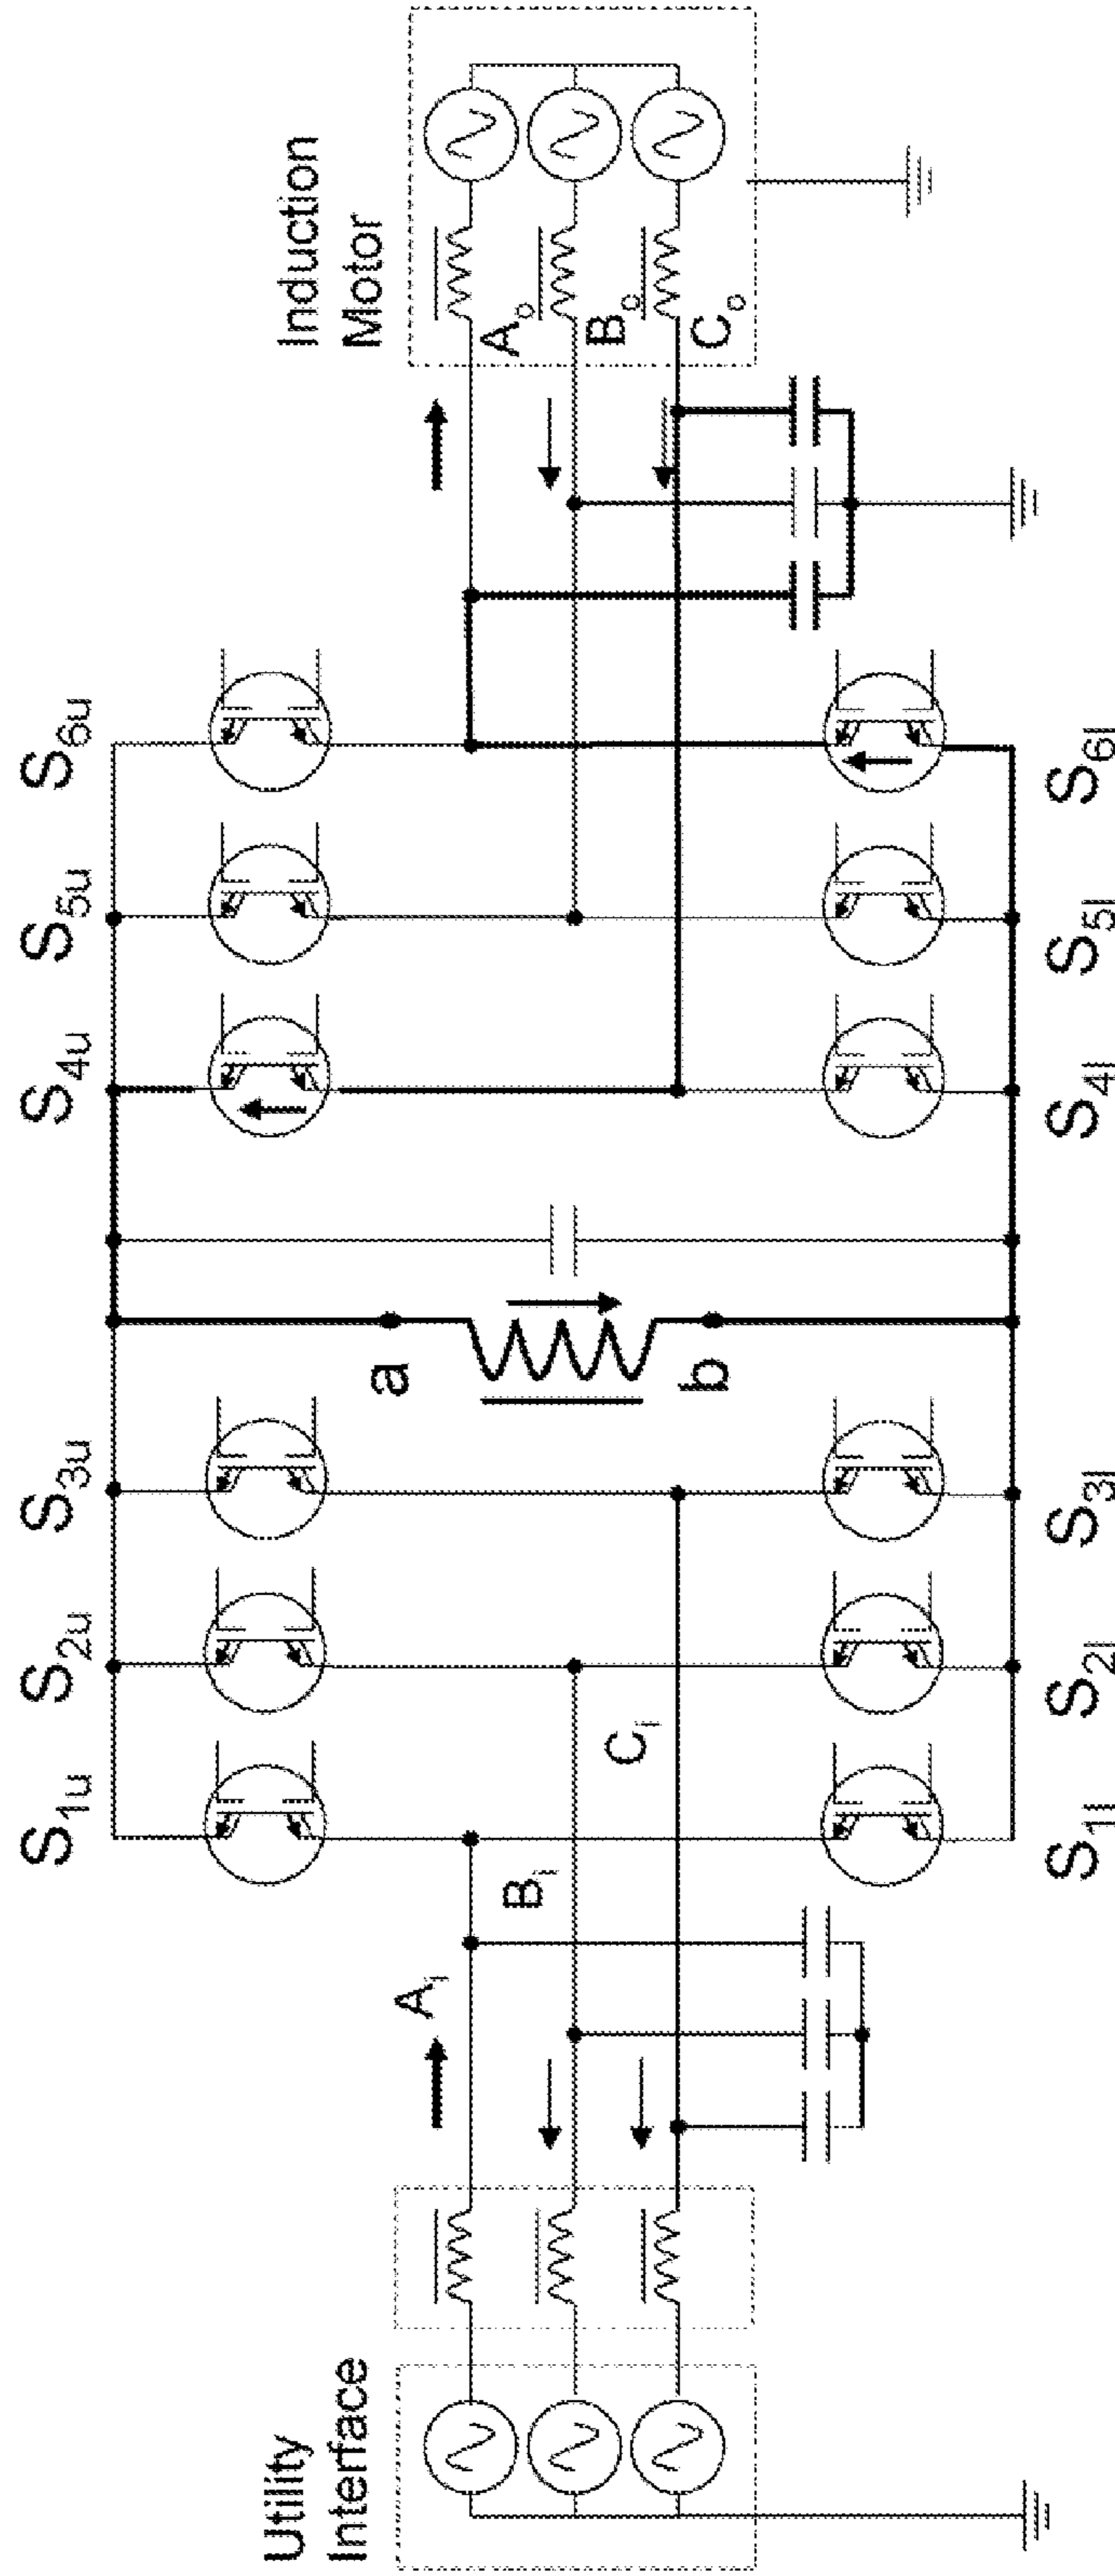 Utility
Interface
Induction
Motor
S1u
S2u
S3u
S4u
S5u
S6u
Ai
Bi
Ci
a
b
Ao
Bo
Co
S1l
S2l
S3l
S4l
S5l
S6l